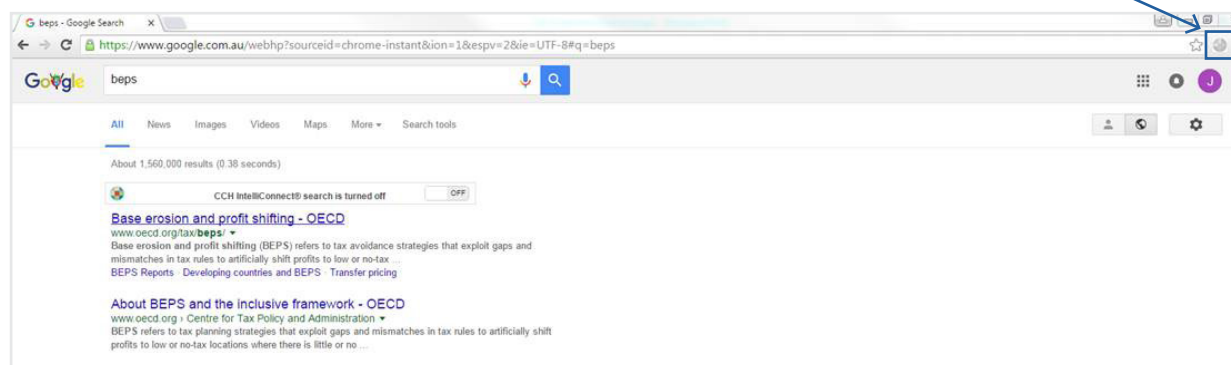 G beps - Google Search ×
https://www.google.com.au/webhp?sourceid=chrome-instant&ion=1&espv=2&ie=UTF-8#q=beps
Google beps J
All News Images Videos Maps More Search tools
About 1,560,000 results (0.38 seconds)
CCH IntelliConnect® search is turned off OFF
Base erosion and profit shifting - OECD
www.oecd.org/tax/beps/
Base erosion and profit shifting (BEPS) refers to tax avoidance strategies that exploit gaps and
mismatches in tax rules to artificially shift profits to low or no-tax ...
BEPS Reports · Developing countries and BEPS · Transfer pricing
About BEPS and the inclusive framework - OECD
www.oecd.org › Centre for Tax Policy and Administration
BEPS refers to tax planning strategies that exploit gaps and mismatches in tax rules to artificially shift
profits to low or no-tax locations where there is little or no ...